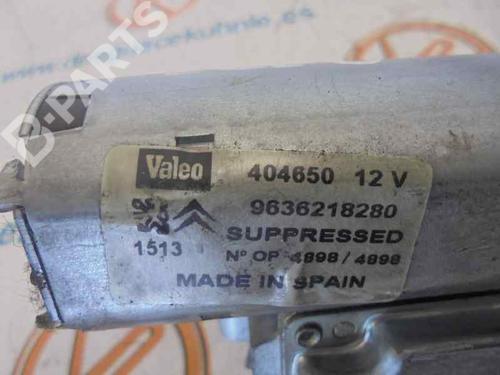 B-PARTS
Valeo 404650 12 V
9636218280
1513 SUPPRESSED
Nº OP 4898 / 4898
MADE IN SPAIN